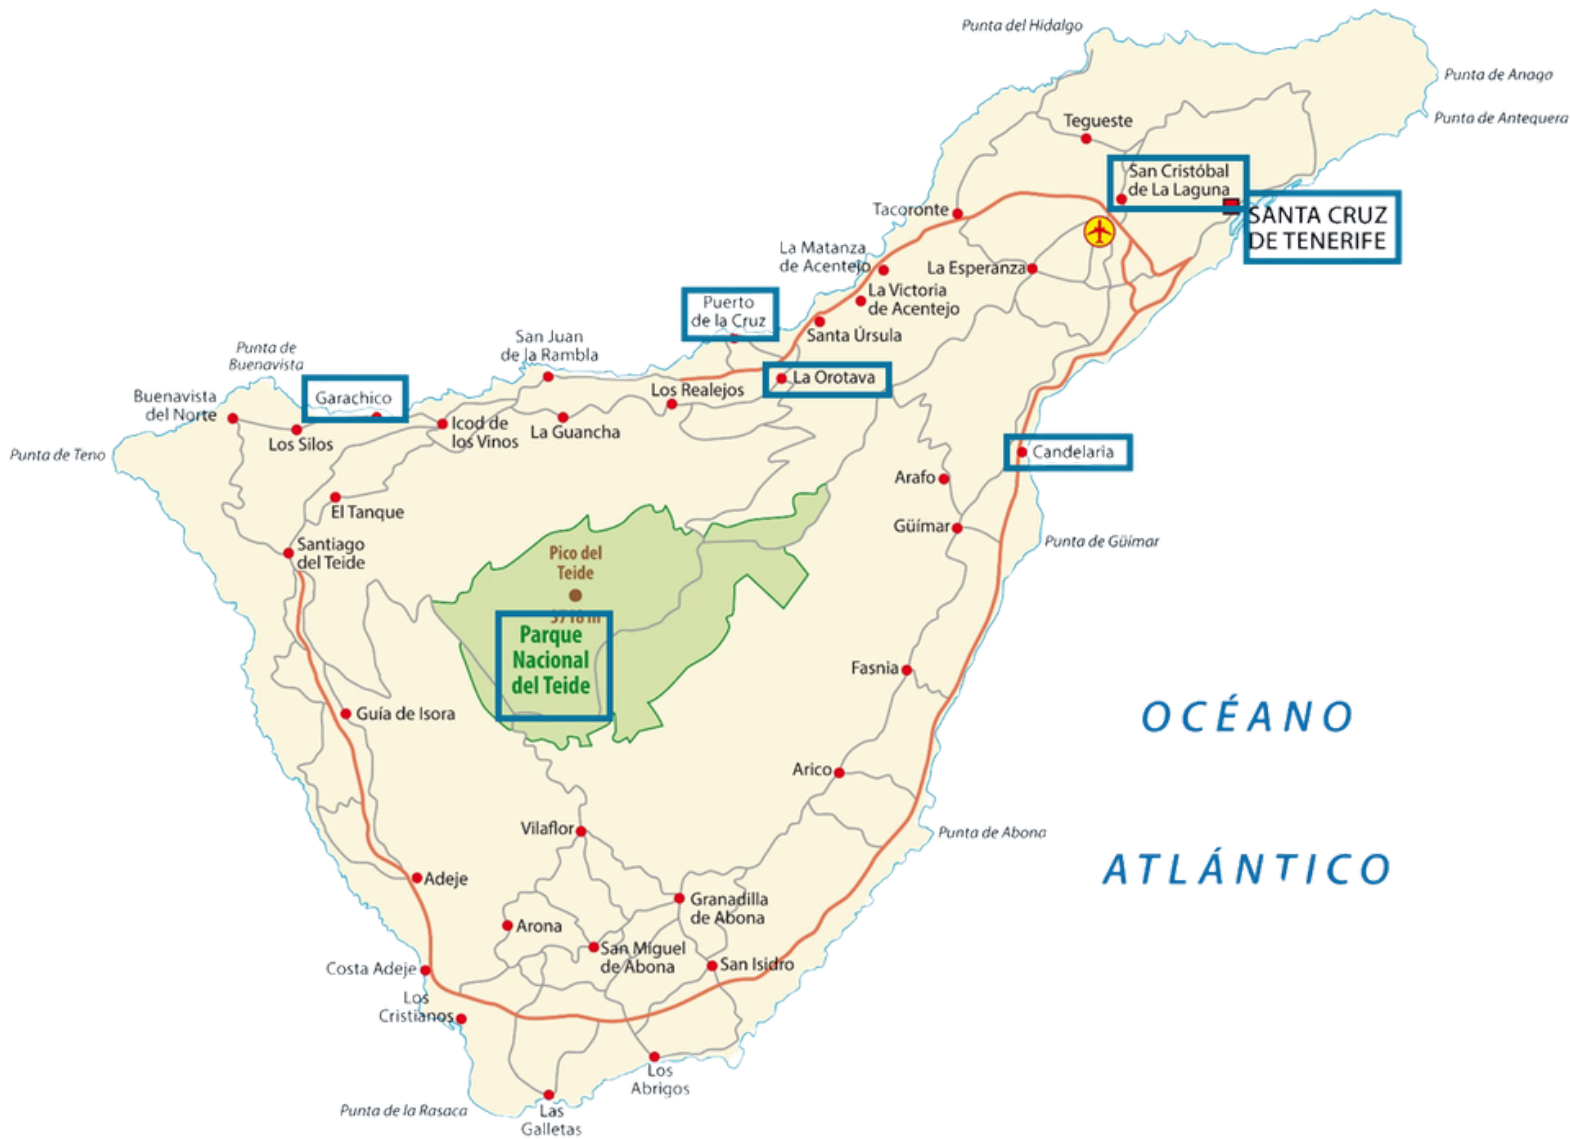 Punta del Hidalgo
Punta de Anaga
Punta de Antequera
Tegueste
San Cristóbal
de La Laguna
SANTA CRUZ
DE TENERIFE
Tacoronte
La Matanza
de Acentejo
La Esperanza
La Victoria
de Acentejo
Puerto
de la Cruz
Santa Úrsula
San Juan
de la Rambla
Punta de
Buenavista
La Orotava
Los Realejos
Garachico
Buenavista
del Norte
Icod de
los Vinos
La Guancha
Los Silos
Punta de Teno
Candelaria
Arafo
El Tanque
Güímar
Punta de Güímar
Santiago
del Teide
Pico del
Teide
3718 m
Parque
Nacional
del Teide
Fasnia
Guía de Isora
OCÉANO
ATLÁNTICO
Arico
Vilaflor
Punta de Abona
Adeje
Granadilla
de Abona
Arona
San Miguel
de Abona
San Isidro
Costa Adeje
Los
Cristianos
Los
Abrigos
Punta de la Rasaca
Las
Galletas